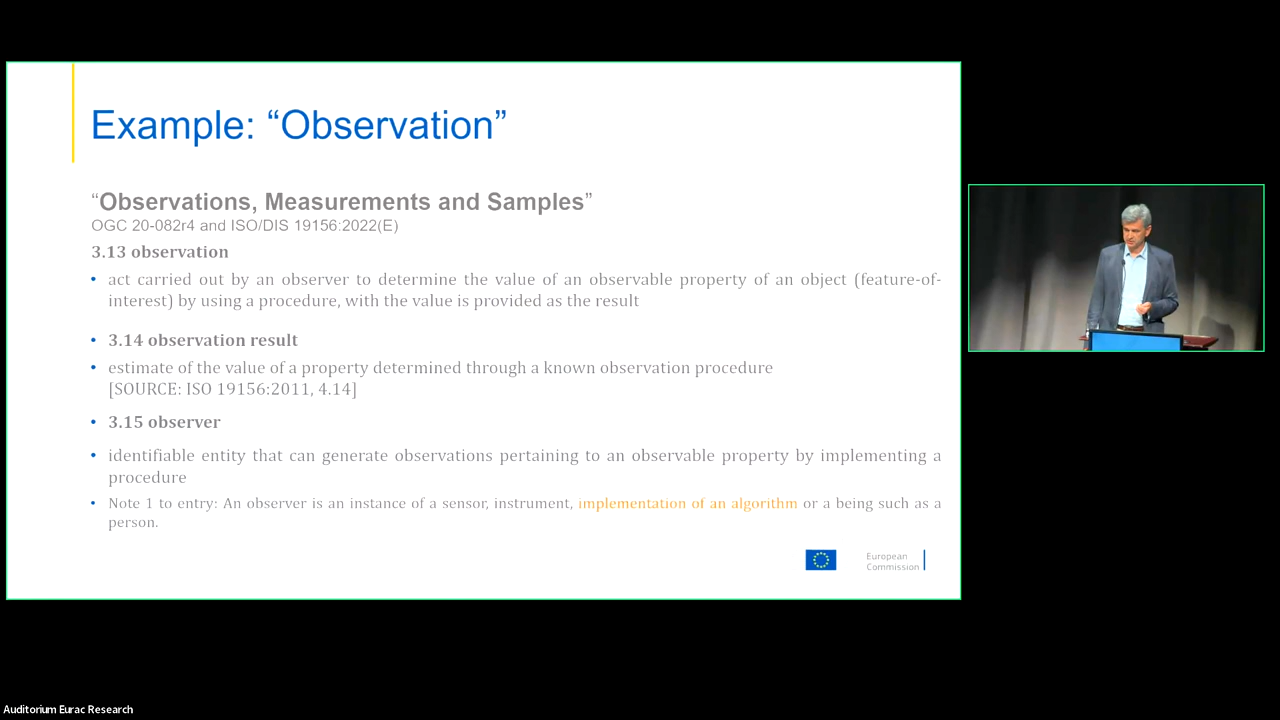 Example: “Observation”
“Observations, Measurements and Samples”
OGC 20-082r4 and ISO/DIS 19156:2022(E)
3.13 observation
• act carried out by an observer to determine the value of an observable property of an object (feature-of-
interest) by using a procedure, with the value is provided as the result
• 3.14 observation result
• estimate of the value of a property determined through a known observation procedure
[SOURCE: ISO 19156:2011, 4.14]
• 3.15 observer
• identifiable entity that can generate observations pertaining to an observable property by implementing a
procedure
• Note 1 to entry: An observer is an instance of a sensor, instrument, implementation of an algorithm or a being such as a
person.
European
Commission
Auditorium Eurac Research